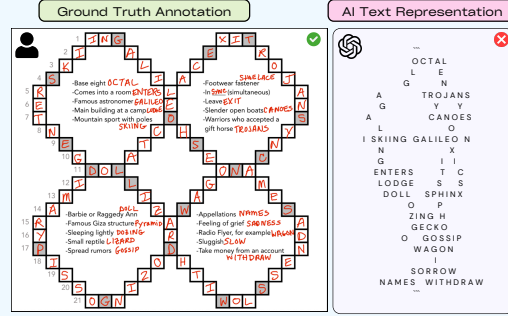 Ground Truth Annotation
AI Text Representation
-Base eight OCTAL
-Comes into a room ENTERS
-Famous astronomer GALILEO
-Main building at a camp LODGE
-Mountain sport with poles
SKIING
-Footwear fastener
SHOELACE
-In SYNC (simultaneously)
-Leave EXIT
-Slender open boats CANOES
-Warriors who accepted a
gift horse TROJANS
-Barbie or Raggedy Ann DOLL
-Famous Giza structure Pyramid
-Sleeping lightly DOZING
-Small reptile LIZARD
-Spread rumors GOSSIP
-Appellations NAMES
-Feeling of grief SADNESS
-Radio Flyer, for example WAGON
-Sluggish SLOW
-Take money from an account
WITHDRAW
OCTAL
L E
G N
A TROJANS
G Y Y
A CANOES
L O
I SKIING GALILEO N
N X
G I I
ENTERS T C
LODGE S S
DOLL SPHINX
O P
ZING H
GECKO
O GOSSIP
WAGON
I
SORROW
NAMES WITHDRAW